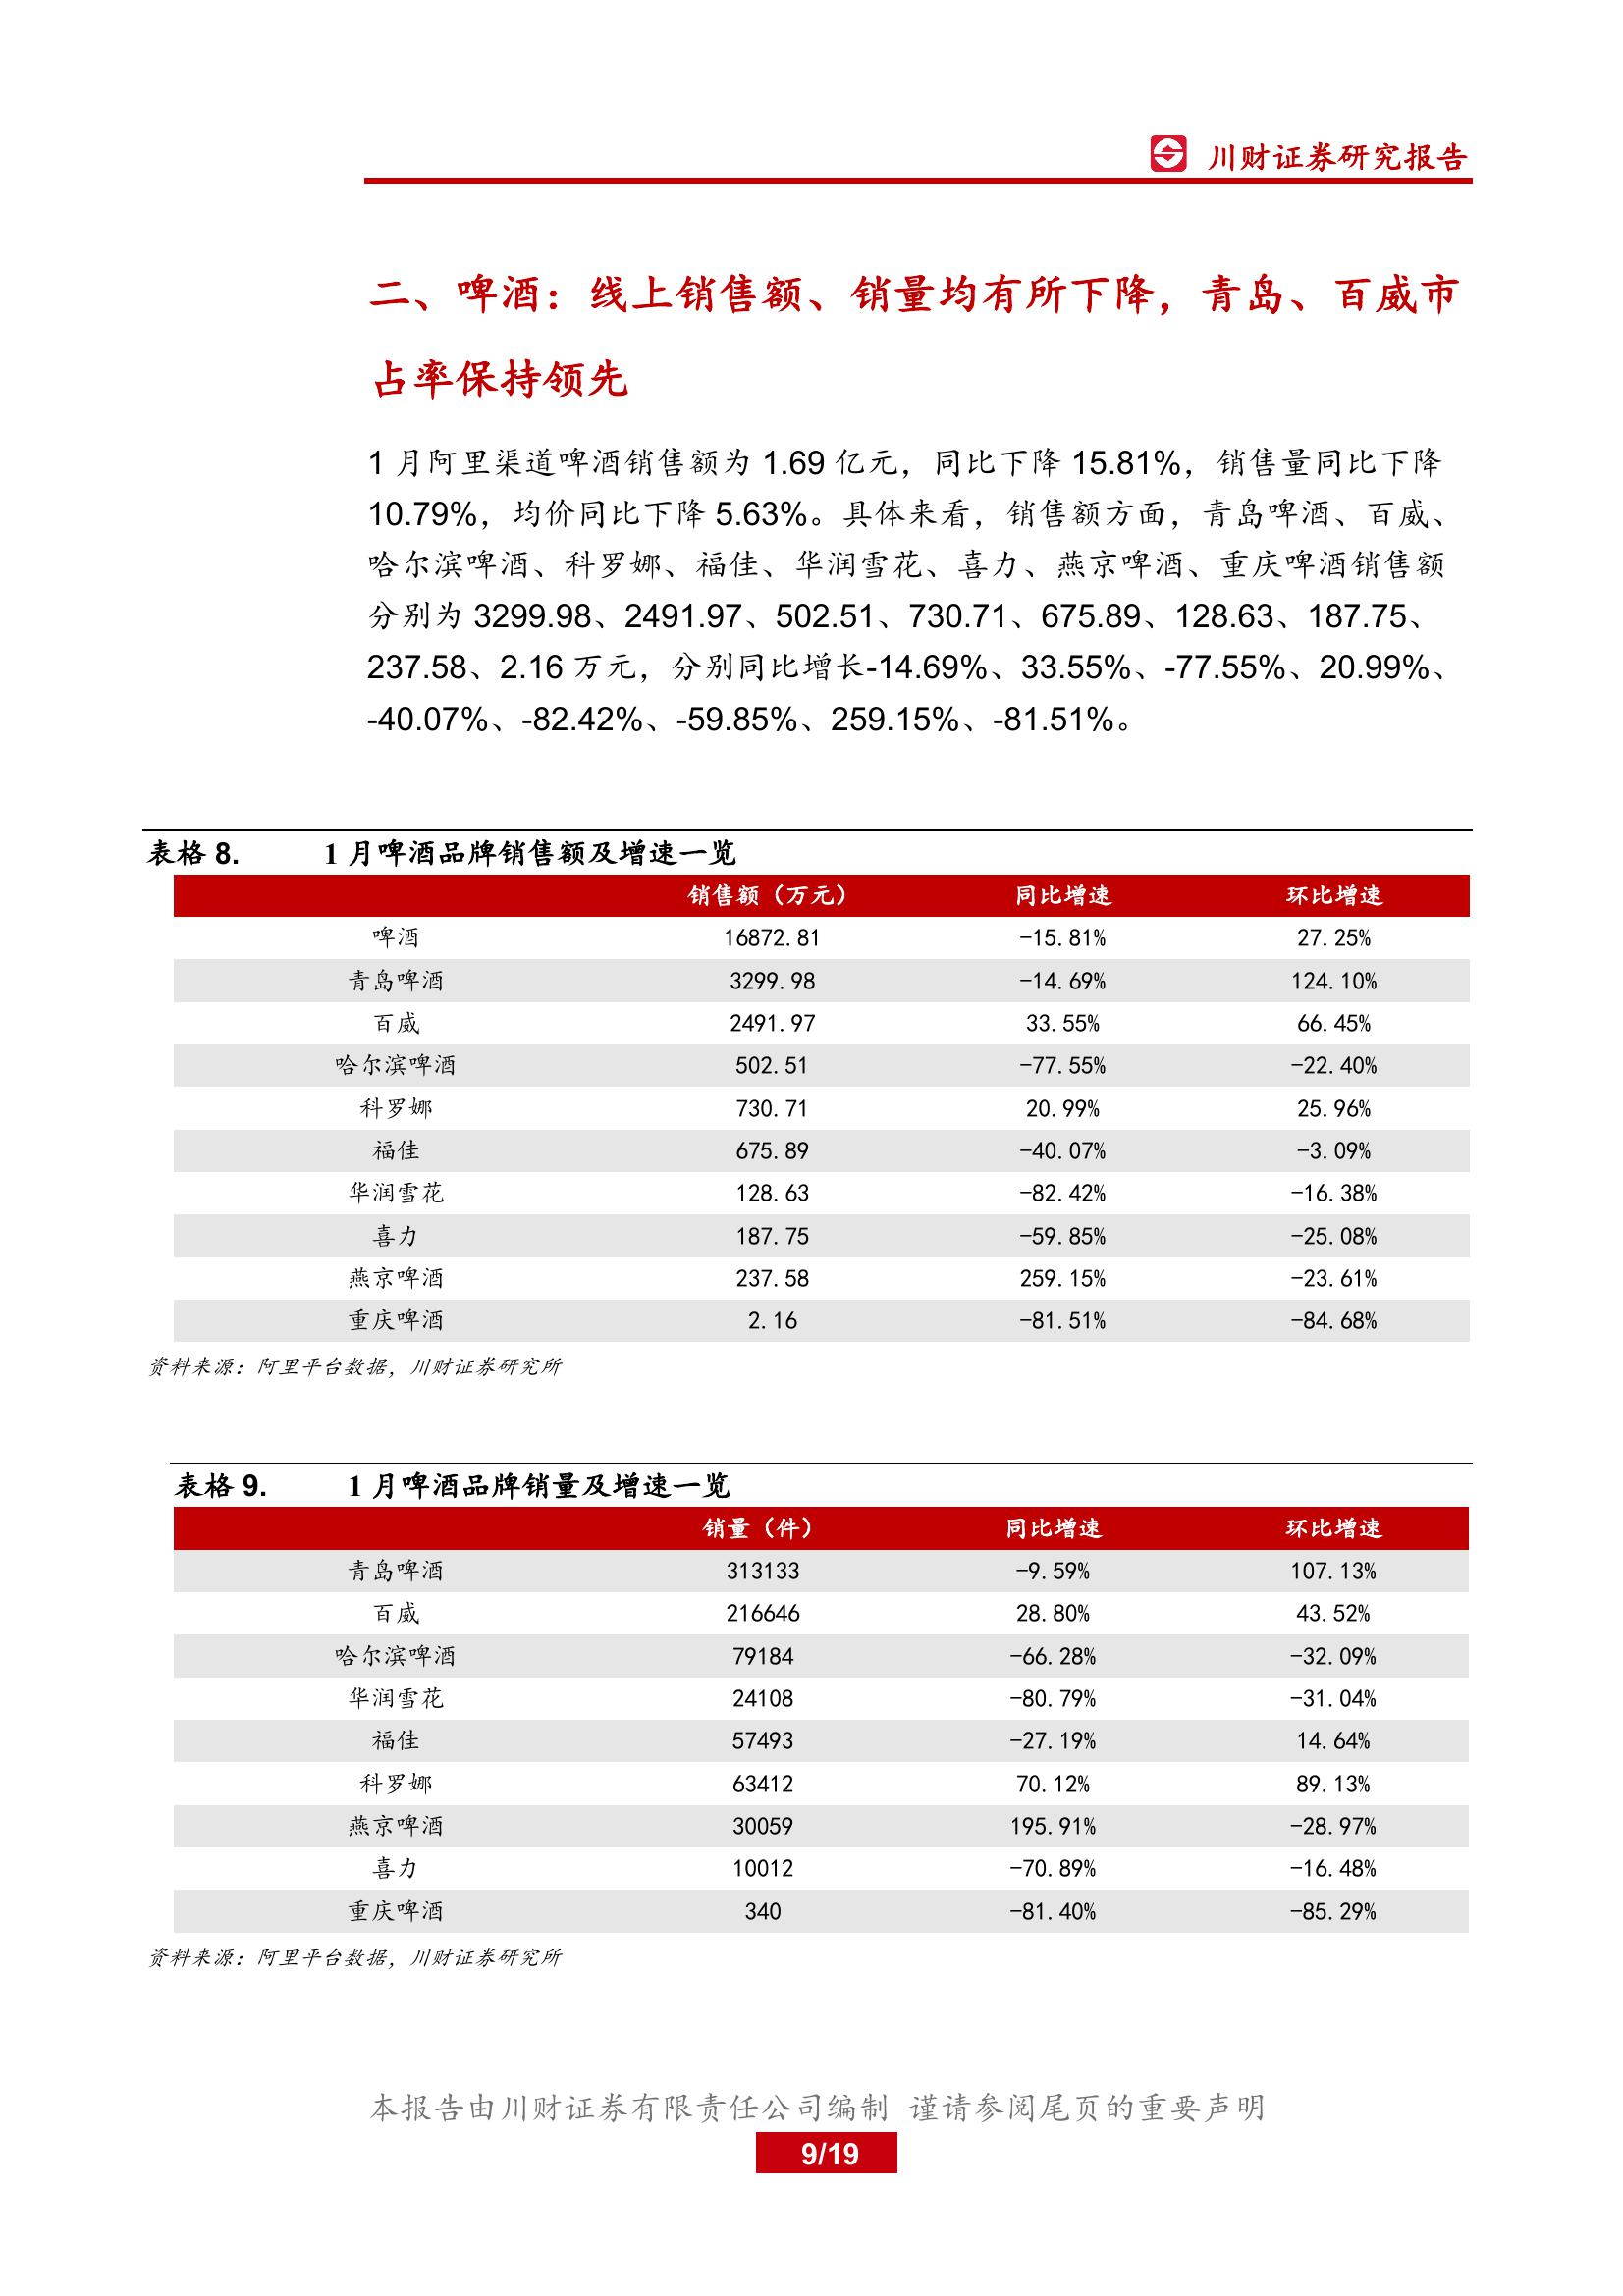 川财证券研究报告
二、啤酒：线上销售额、销量均有所下降，青岛、百威市
占率保持领先
1 月阿里渠道啤酒销售额为 1.69 亿元，同比下降 15.81%，销售量同比下降
10.79%，均价同比下降 5.63%。具体来看，销售额方面，青岛啤酒、百威、
哈尔滨啤酒、科罗娜、福佳、华润雪花、喜力、燕京啤酒、重庆啤酒销售额
分别为 3299.98、2491.97、502.51、730.71、675.89、128.63、187.75、
237.58、2.16 万元，分别同比增长-14.69%、33.55%、-77.55%、20.99%、
-40.07%、-82.42%、-59.85%、259.15%、-81.51%。
表格 8. 1 月啤酒品牌销售额及增速一览
销售额（万元） 同比增速 环比增速
啤酒 16872.81 -15.81% 27.25%
青岛啤酒 3299.98 -14.69% 124.10%
百威 2491.97 33.55% 66.45%
哈尔滨啤酒 502.51 -77.55% -22.40%
科罗娜 730.71 20.99% 25.96%
福佳 675.89 -40.07% -3.09%
华润雪花 128.63 -82.42% -16.38%
喜力 187.75 -59.85% -25.08%
燕京啤酒 237.58 259.15% -23.61%
重庆啤酒 2.16 -81.51% -84.68%
资料来源：阿里平台数据，川财证券研究所
表格 9. 1 月啤酒品牌销量及增速一览
销量（件） 同比增速 环比增速
青岛啤酒 313133 -9.59% 107.13%
百威 216646 28.80% 43.52%
哈尔滨啤酒 79184 -66.28% -32.09%
华润雪花 24108 -80.79% -31.04%
福佳 57493 -27.19% 14.64%
科罗娜 63412 70.12% 89.13%
燕京啤酒 30059 195.91% -28.97%
喜力 10012 -70.89% -16.48%
重庆啤酒 340 -81.40% -85.29%
资料来源：阿里平台数据，川财证券研究所
本报告由川财证券有限责任公司编制 谨请参阅尾页的重要声明
9/19